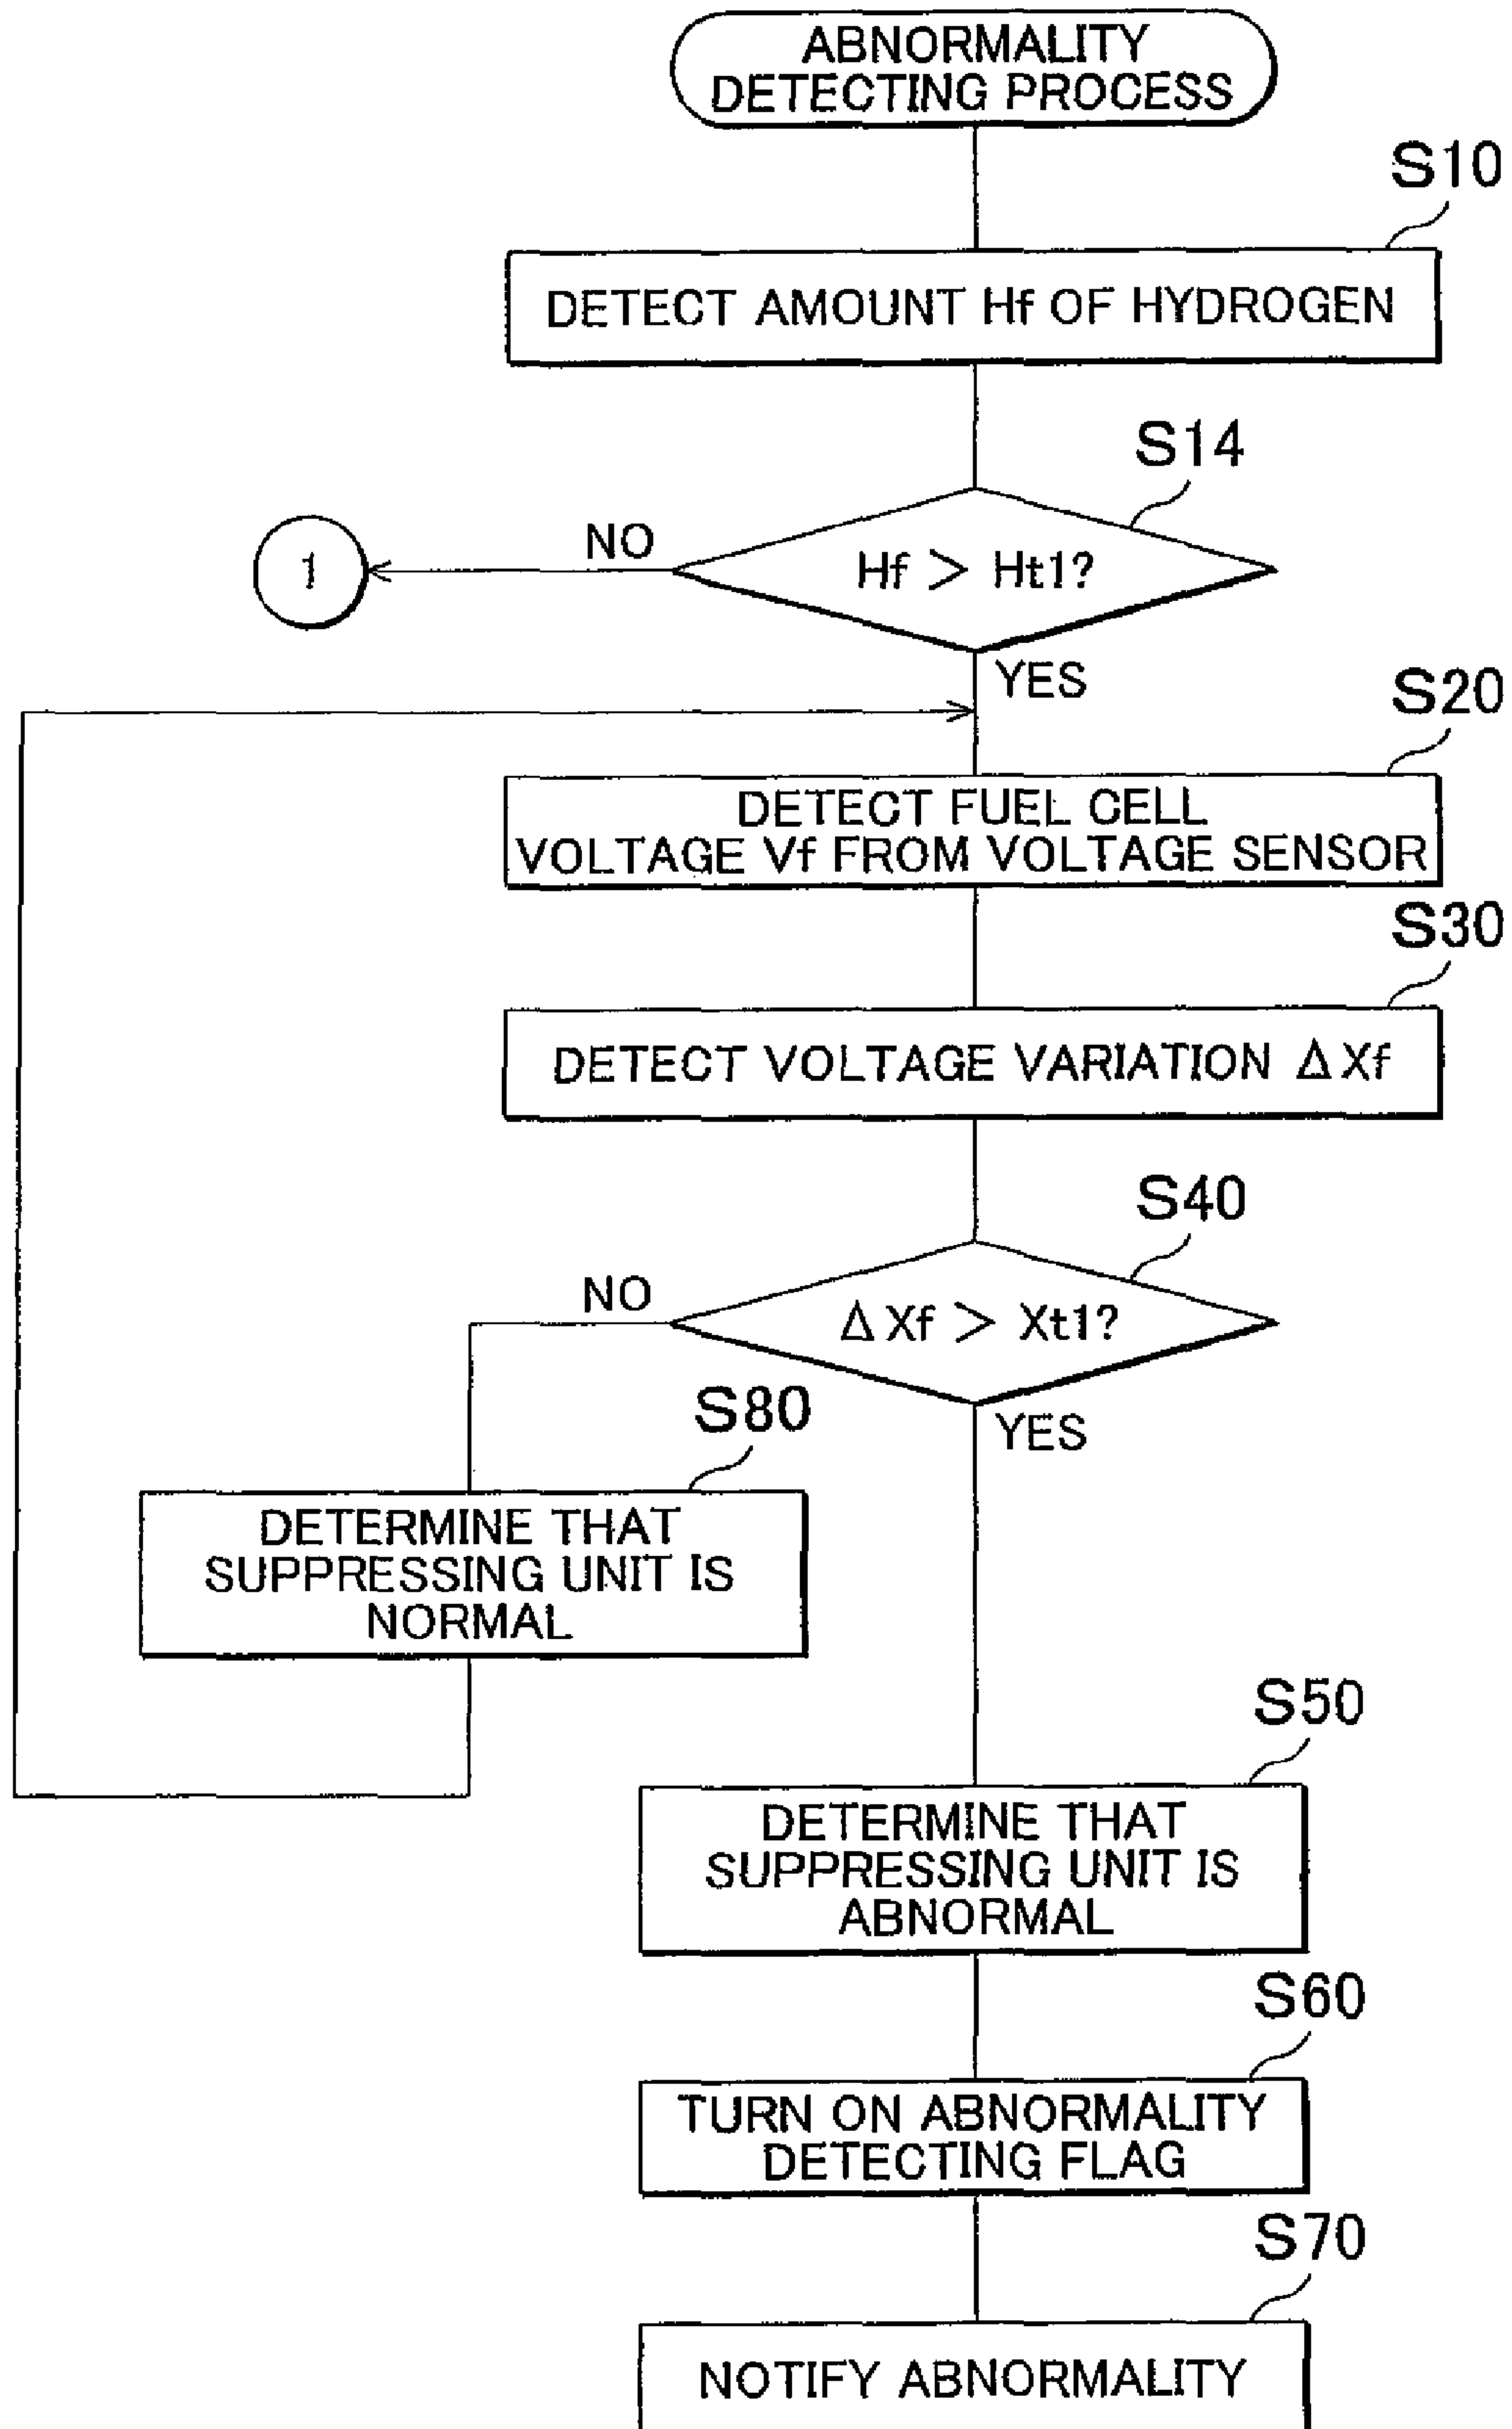 ABNORMALITY
DETECTING PROCESS
S10
DETECT AMOUNT Hf OF HYDROGEN
S14
NO
1
Hf > Ht1?
YES
S20
DETECT FUEL CELL
VOLTAGE Vf FROM VOLTAGE SENSOR
S30
DETECT VOLTAGE VARIATION Δ Xf
S40
NO
Δ Xf > Xt1?
YES
S80
DETERMINE THAT
SUPPRESSING UNIT IS
NORMAL
S50
DETERMINE THAT
SUPPRESSING UNIT IS
ABNORMAL
S60
TURN ON ABNORMALITY
DETECTING FLAG
S70
NOTIFY ABNORMALITY